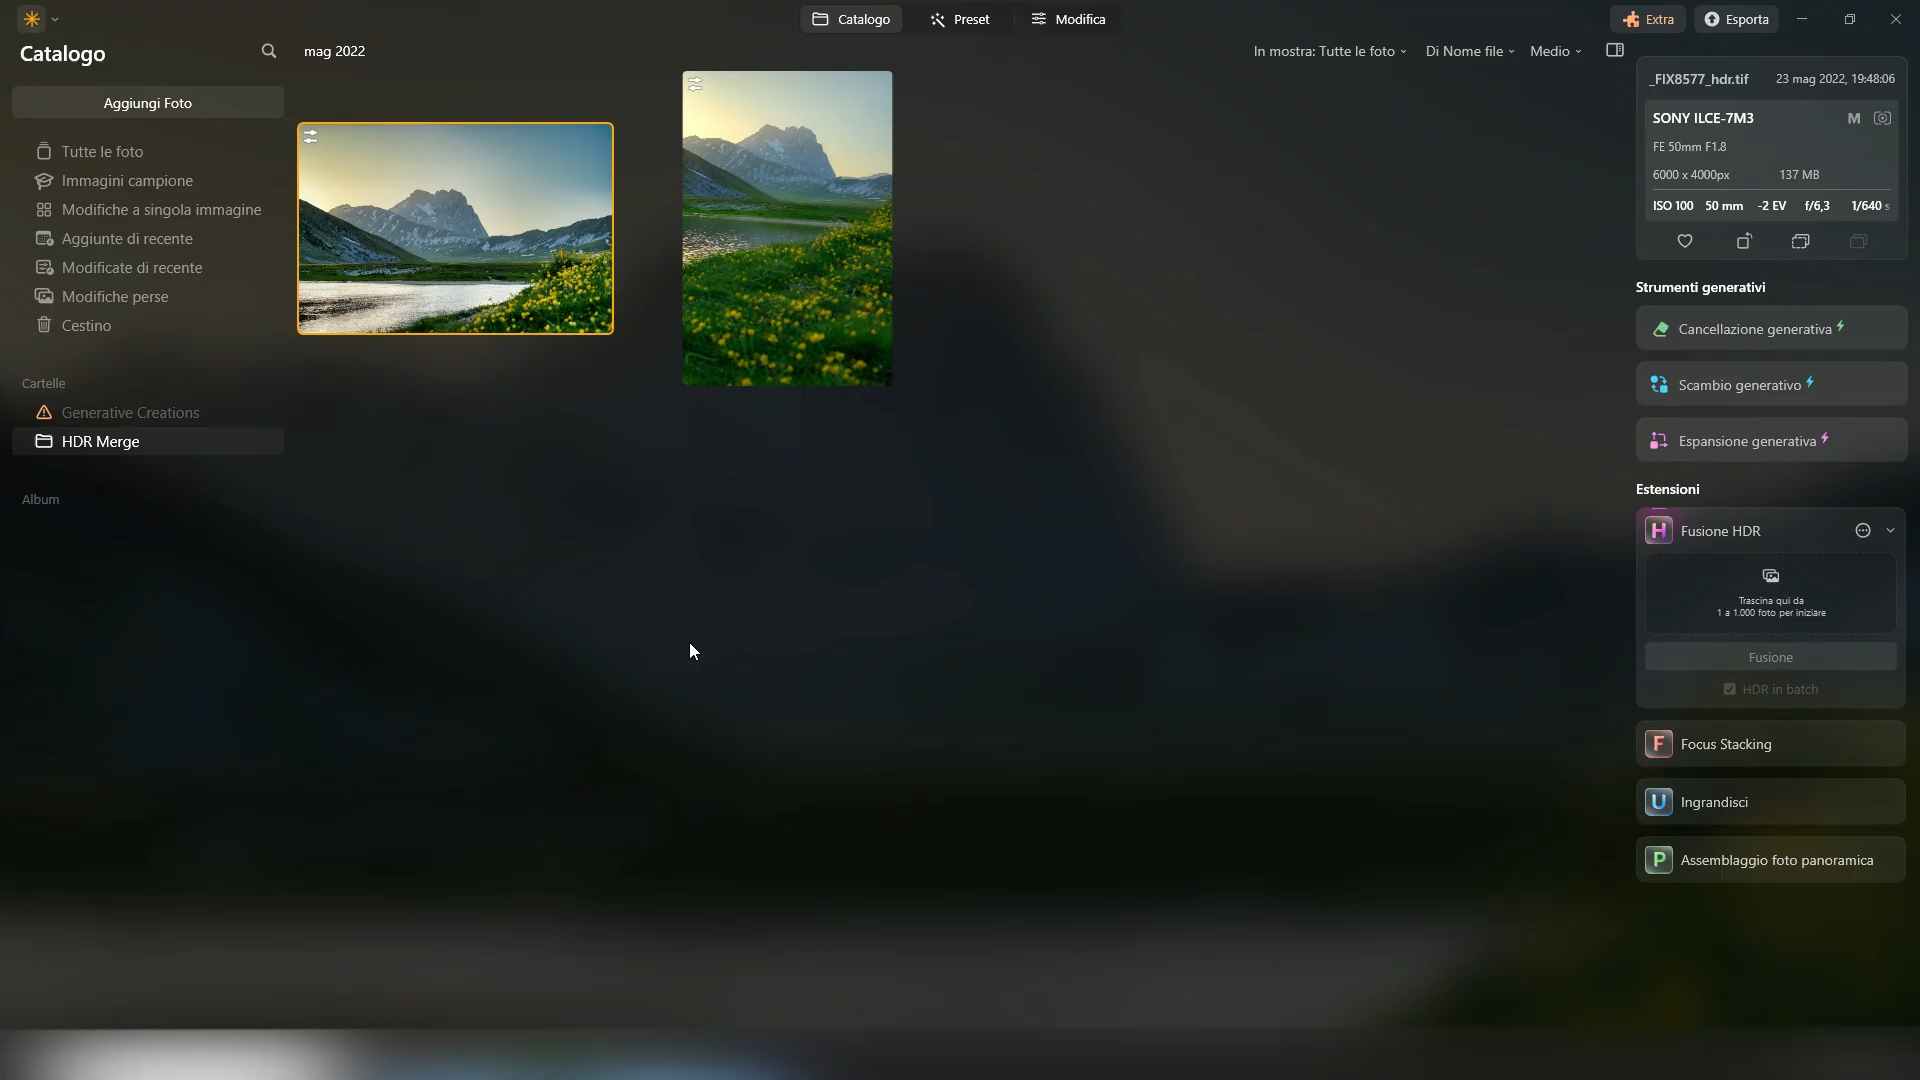 Catalogo
Preset
Modifica
Extra
Esporta
Catalogo
mag 2022
In mostra: Tutte le foto
Di Nome file
Medio
Aggiungi Foto
Tutte le foto
Immagini campione
Modifiche a singola immagine
Aggiunte di recente
Modificate di recente
Modifiche perse
Cestino
Cartelle
Generative Creations
HDR Merge
Album
_FIX8577_hdr.tif
23 mag 2022, 19:48:06
SONY ILCE-7M3
M
FE 50mm F1.8
6000 x 4000px
137 MB
ISO 100
50 mm
-2 EV
f/6,3
1/640 s
Strumenti generativi
Cancellazione generativa
Scambio generativo
Espansione generativa
Estensioni
H Fusione HDR
Trascina qui da
1 a 1.000 foto per iniziare
Fusione
HDR in batch
F Focus Stacking
U Ingrandisci
P Assemblaggio foto panoramica